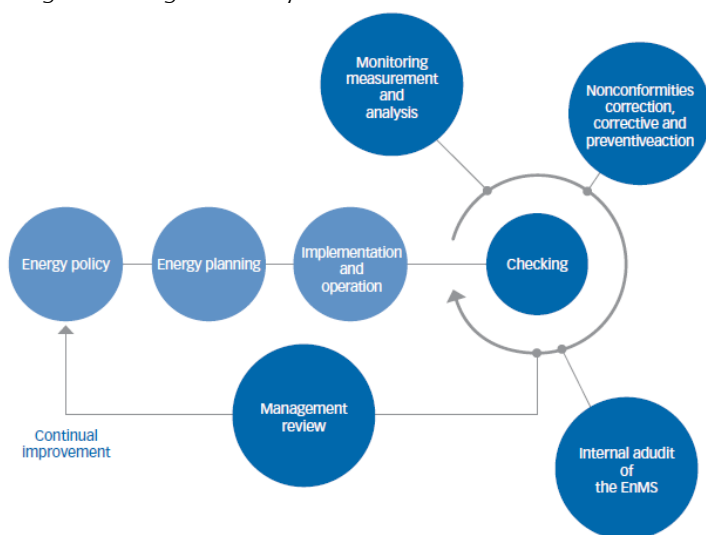 Monitoring
measurement
and
analysis
Nonconformities
correction,
corrective and
preventiveaction
Energy policy
Energy planning
Implementation
and
operation
Checking
Management
review
Continual
improvement
Internal adudit
of
the EnMS